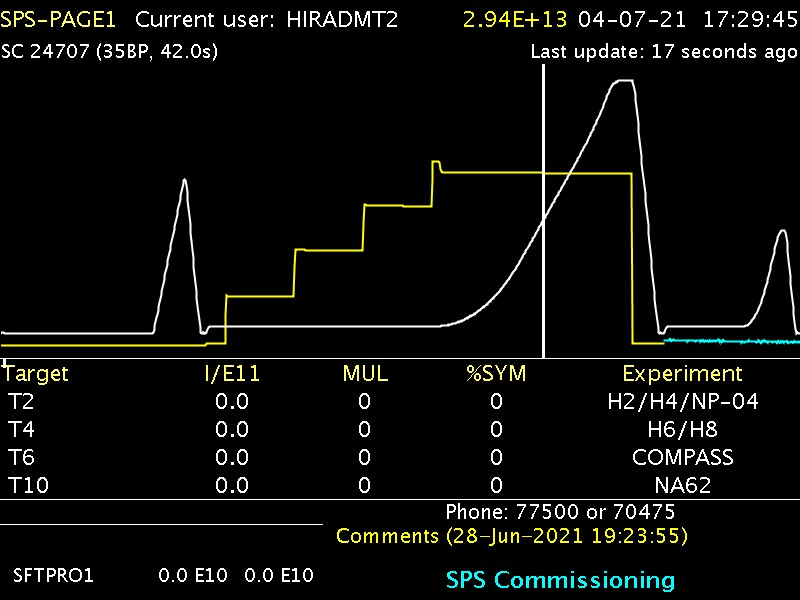 SPS-PAGE1 Current user: HIRADMT2 2.94E+13 04-07-21 17:29:45
SC 24707 (35BP, 42.0s) Last update: 17 seconds ago
Target I/E11 MUL %SYM Experiment
T2 0.0 0 0 H2/H4/NP-04
T4 0.0 0 0 H6/H8
T6 0.0 0 0 COMPASS
T10 0.0 0 0 NA62
Phone: 77500 or 70475
Comments (28-Jun-2021 19:23:55)
SFTPRO1 0.0 E10 0.0 E10 SPS Commissioning